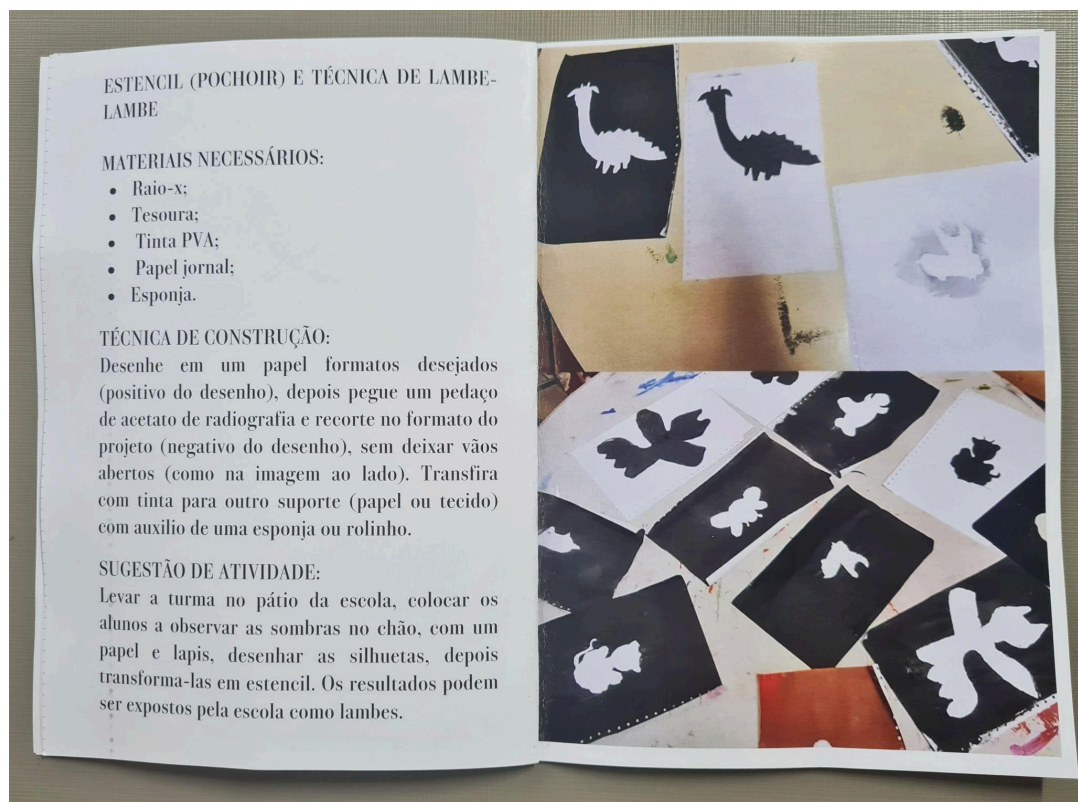 ESTENCIL (POCHOIR) E TÉCNICA DE LAMBE-
LAMBE
MATERIAIS NECESSÁRIOS:
• Raio-x;
• Tesoura;
• Tinta PVA;
• Papel jornal;
• Esponja.
TÉCNICA DE CONSTRUÇÃO:
Desenhe em um papel formatos desejados
(positivo do desenho), depois pegue um pedaço
de acetato de radiografia e recorte no formato do
projeto (negativo do desenho), sem deixar vãos
abertos (como na imagem ao lado). Transfira
com tinta para outro suporte (papel ou tecido)
com auxilio de uma esponja ou rolinho.
SUGESTÃO DE ATIVIDADE:
Levar a turma no pátio da escola, colocar os
alunos a observar as sombras no chão, com um
papel e lapis, desenhar as silhuetas, depois
transforma-las em estencil. Os resultados podem
ser expostos pela escola como lambes.